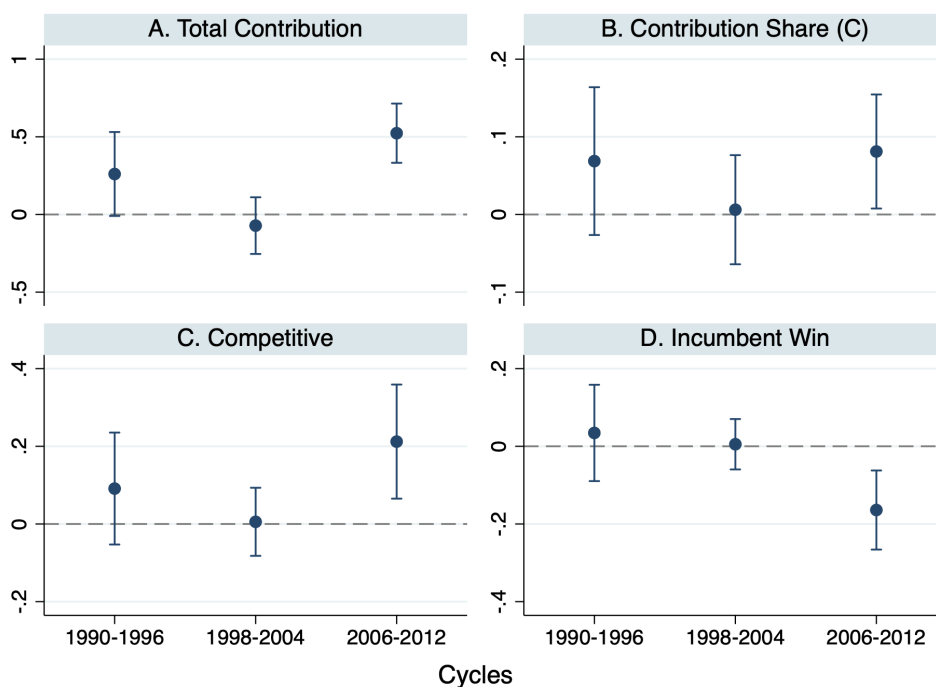 A. Total Contribution
1
.5
0
-.5
B. Contribution Share (C)
.2
.1
0
-.1
C. Competitive
.4
.2
0
-.2
1990-1996 1998-2004 2006-2012
D. Incumbent Win
.2
0
-.2
-.4
1990-1996 1998-2004 2006-2012
Cycles